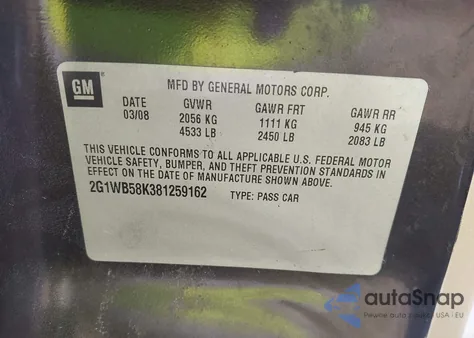 GM
MFD BY GENERAL MOTORS CORP.
DATE GVWR GAWR FRT GAWR RR
03/08 2056 KG 1111 KG 945 KG
4533 LB 2450 LB 2083 LB
THIS VEHICLE CONFORMS TO ALL APPLICABLE U.S. FEDERAL MOTOR
VEHICLE SAFETY, BUMPER, AND THEFT PREVENTION STANDARDS IN
EFFECT ON THE DATE OF MANUFACTURE SHOWN ABOVE.
2G1WB58K381259162 TYPE: PASS CAR
autoSnap
USA | EU